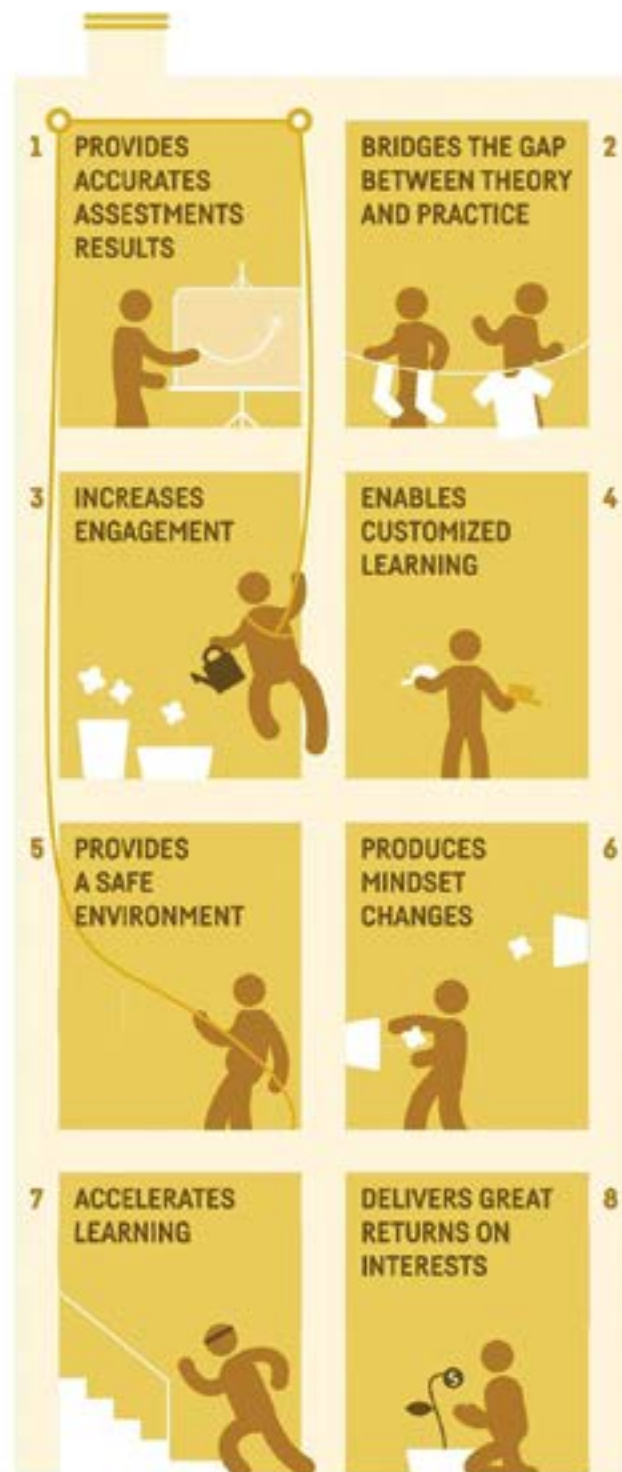 1
PROVIDES
ACCURATES
ASSESTMENTS
RESULTS
2
BRIDGES THE GAP
BETWEEN THEORY
AND PRACTICE
3
INCREASES
ENGAGEMENT
4
ENABLES
CUSTOMIZED
LEARNING
5
PROVIDES
A SAFE
ENVIRONMENT
6
PRODUCES
MINDSET
CHANGES
7
ACCELERATES
LEARNING
8
DELIVERS GREAT
RETURNS ON
INTERESTS
$